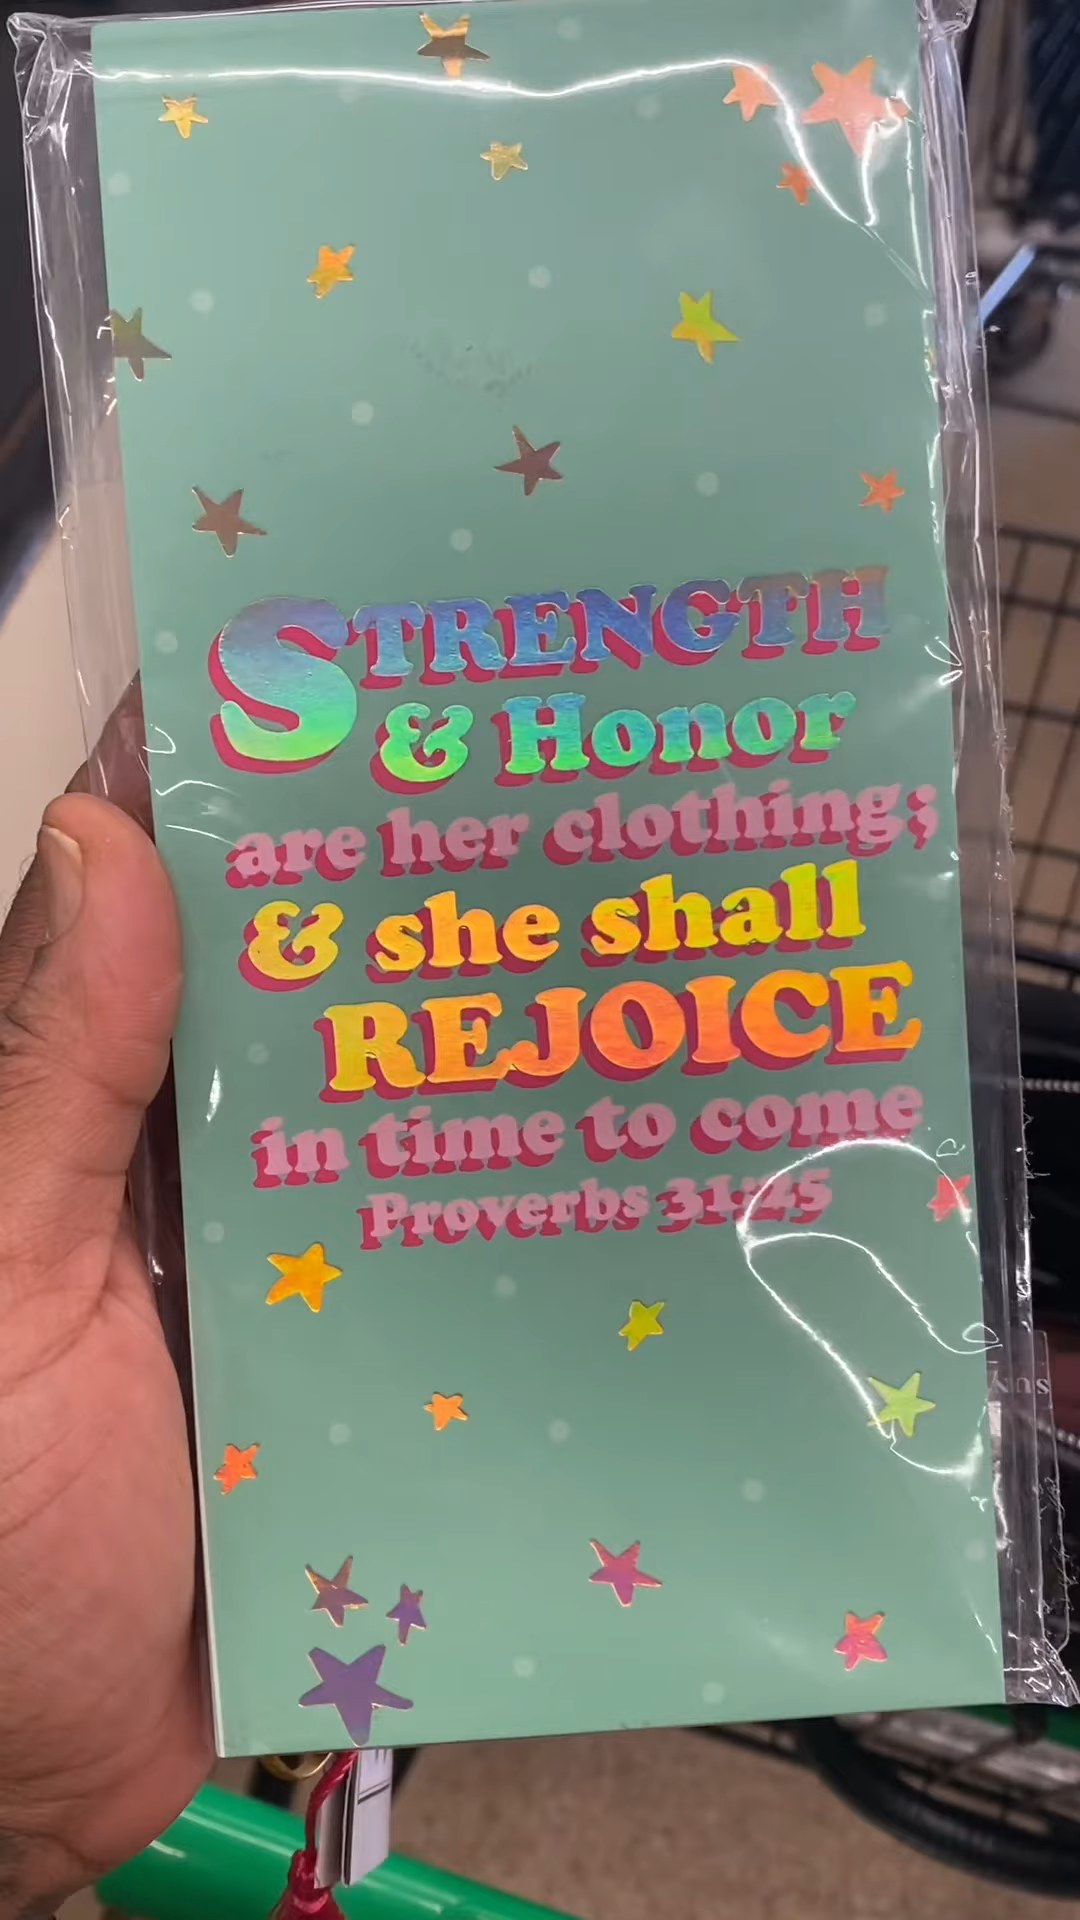 STRENGTH
& Honor
are her clothing;
& she shall
REJOICE
in time to come
Proverbs 31:25